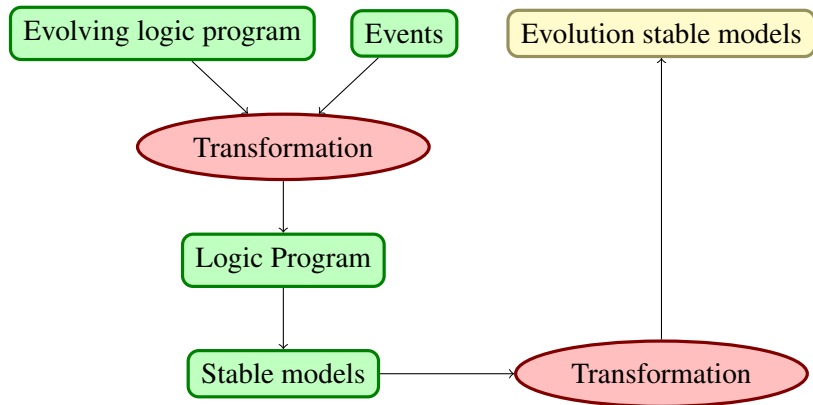 Evolving logic program
Events
Evolution stable models
Transformation
Logic Program
Stable models
Transformation